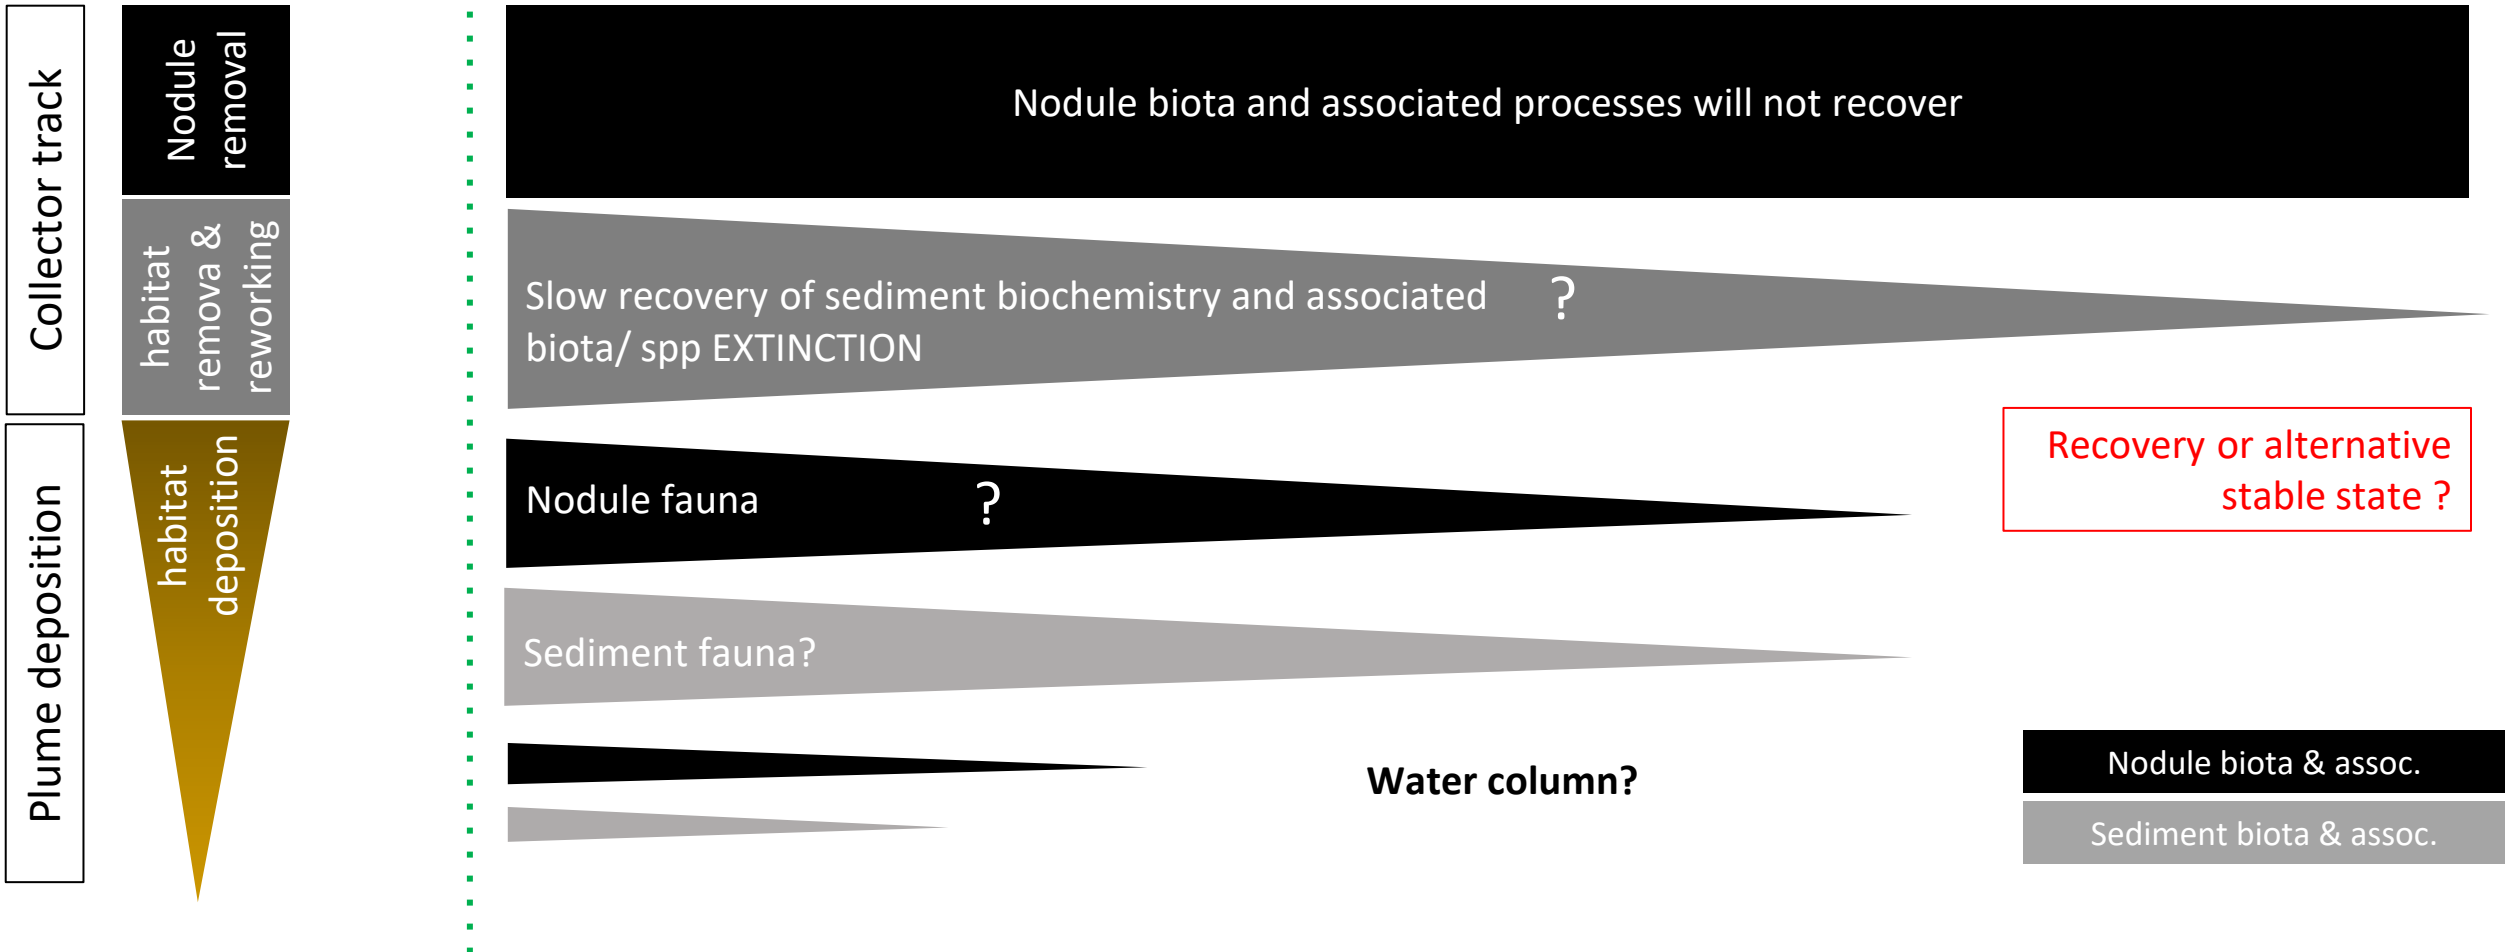 Collector track
Nodule
removal
habitat
remova &
reworking
Plume deposition
habitat
deposition
Nodule biota and associated processes will not recover
Slow recovery of sediment biochemistry and associated ?
biota/ spp EXTINCTION
Nodule fauna ?
Recovery or alternative
stable state ?
Sediment fauna?
Water column?
Nodule biota & assoc.
Sediment biota & assoc.